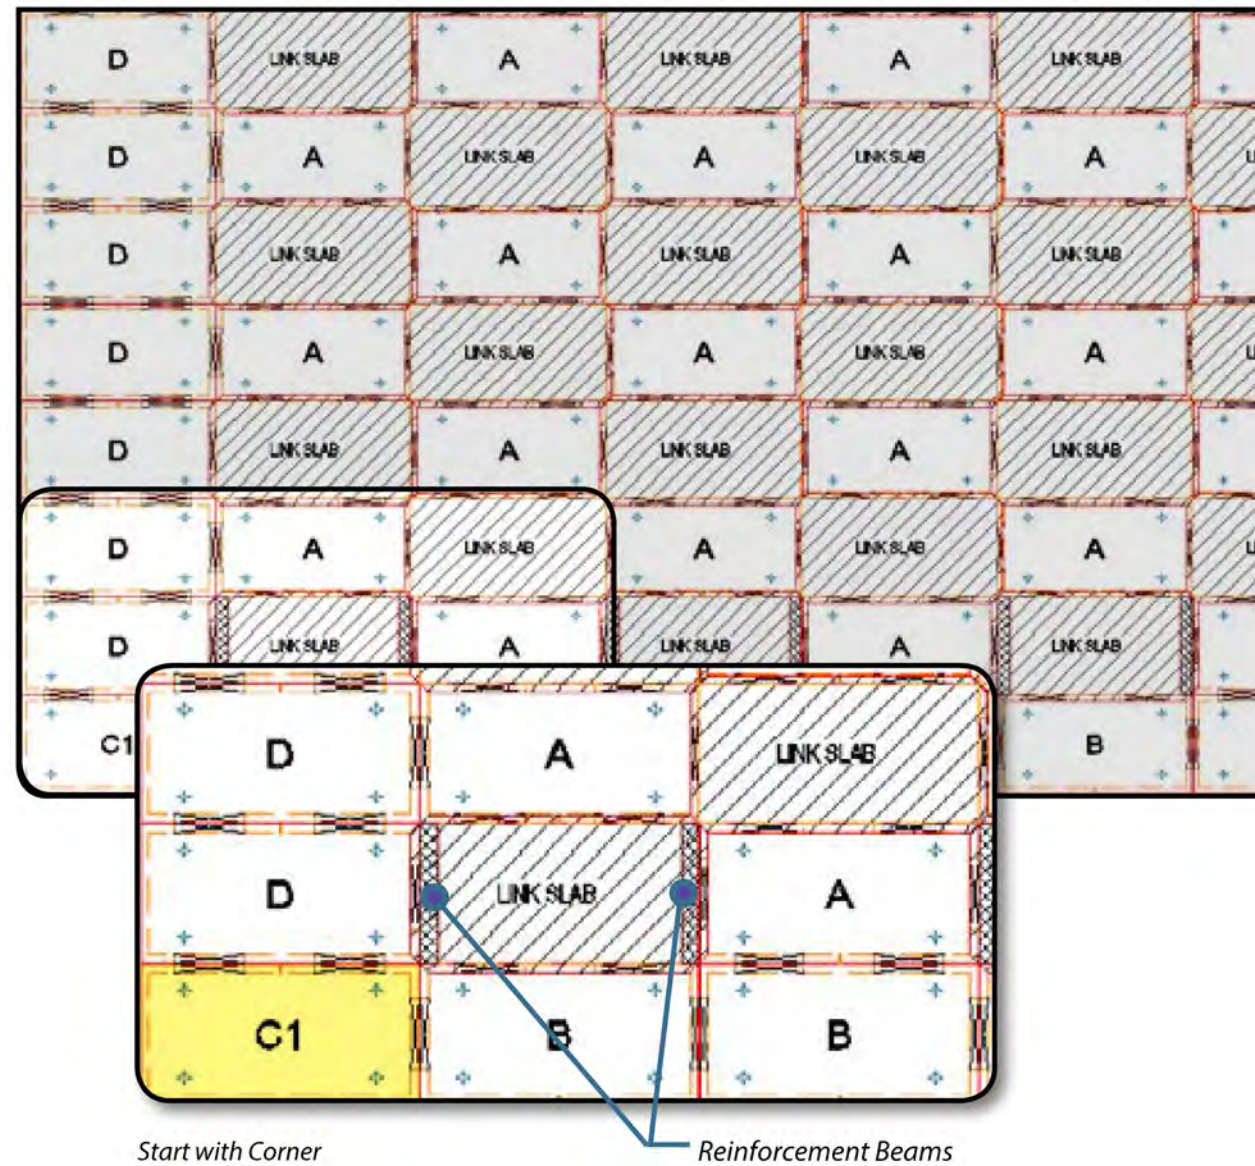 D LINK SLAB A LINK SLAB A LINK SLAB
D A LINK SLAB A LINK SLAB A
D LINK SLAB A LINK SLAB A LINK SLAB
D A LINK SLAB A LINK SLAB A
D LINK SLAB A LINK SLAB A LINK SLAB
D A LINK SLAB A LINK SLAB A
D LINK SLAB A LINK SLAB A LINK SLAB
C1 B
D A LINK SLAB
D LINK SLAB A
C1 B B
Start with Corner Reinforcement Beams